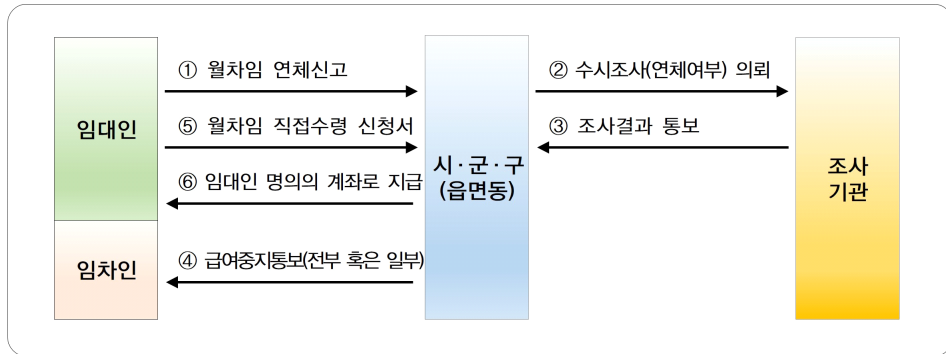 ① 월차임 연체신고
② 수시조사(연체여부) 의뢰
임대인
⑤ 월차임 직접수령 신청서
③ 조사결과 통보
시·군·구
(읍면동)
조사
기관
⑥ 임대인 명의의 계좌로 지급
임차인
④ 급여중지통보(전부 혹은 일부)